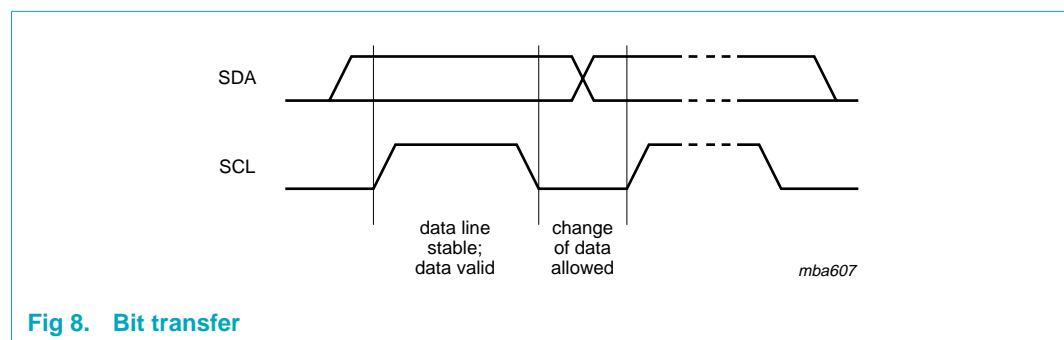 SDA
SCL
data line
stable;
data valid
change
of data
allowed
mba607
Fig 8. Bit transfer